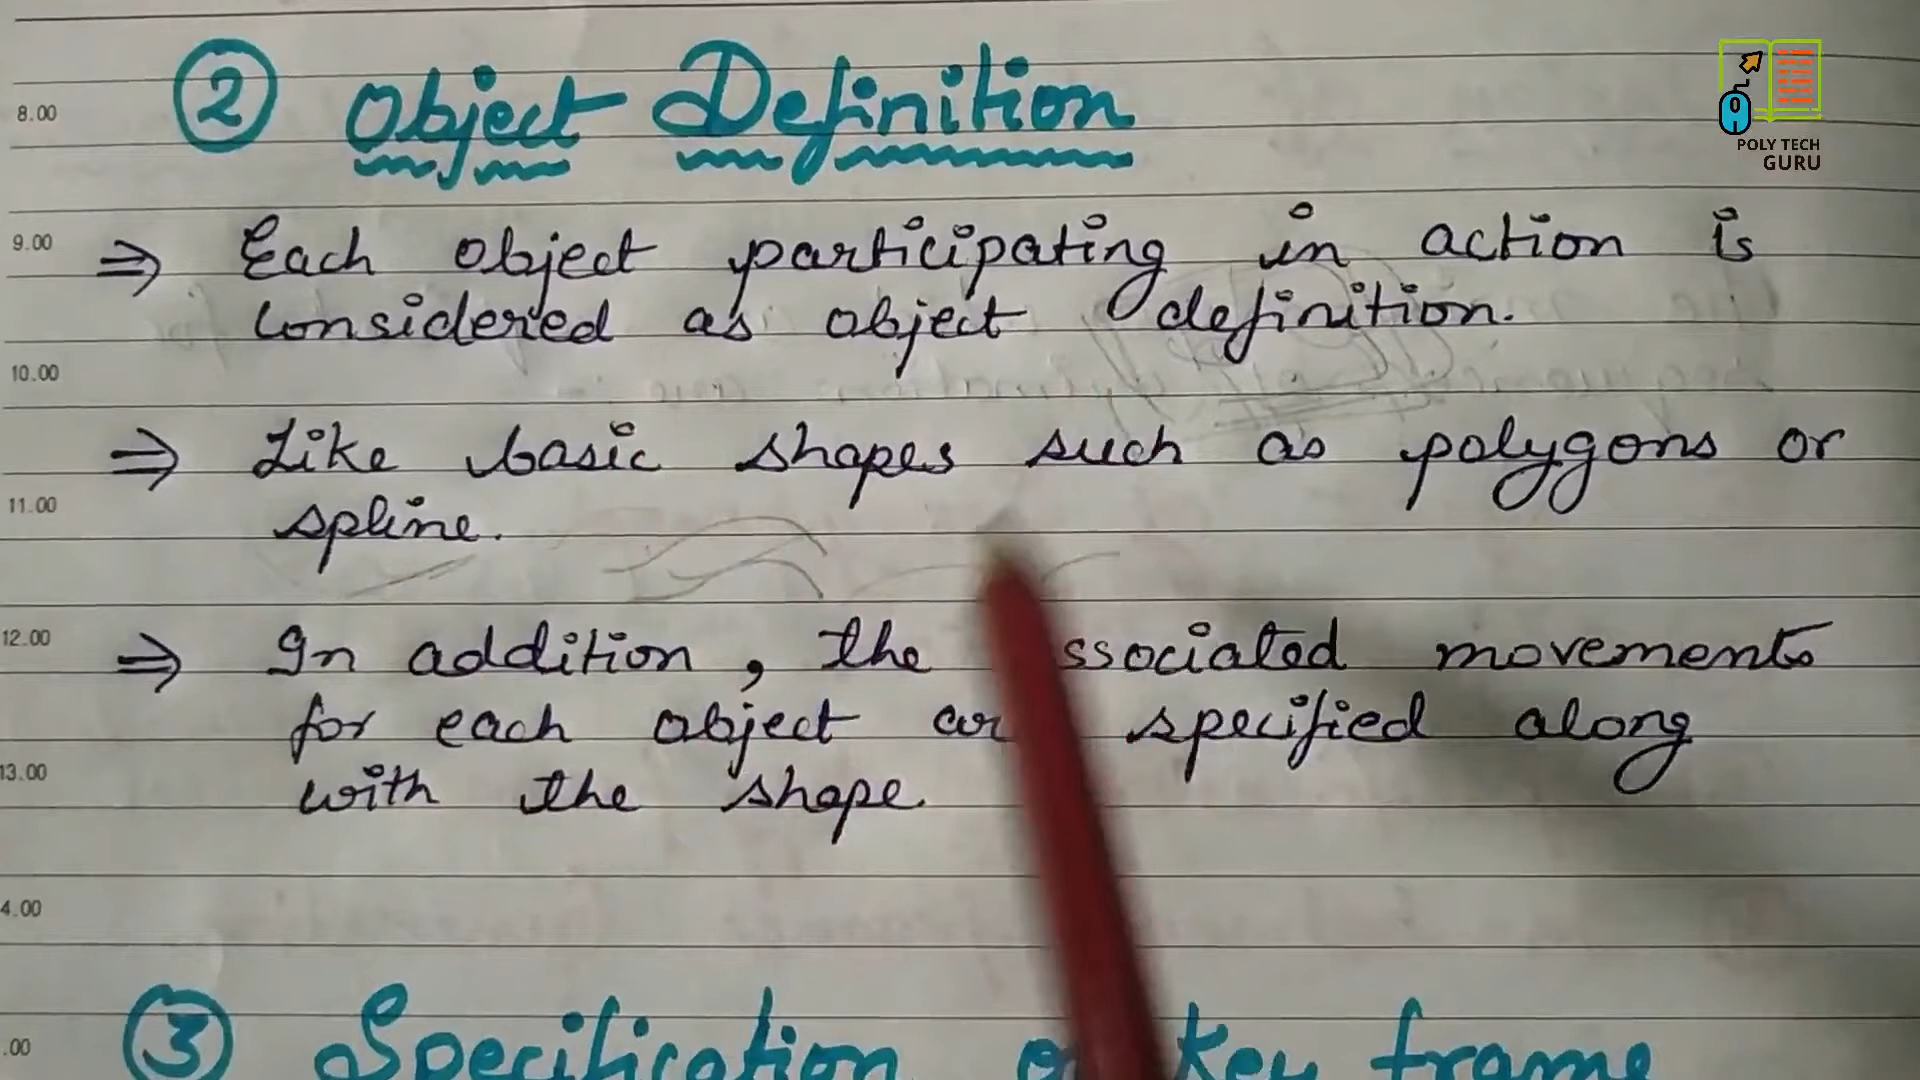 8.00
② Object Definition
POLY TECH
GURU
9.00
⇒ Each object participating in action is
considered as object definition.
10.00
⇒ Like basic shapes such as polygons or
11.00
spline.
12.00
⇒ In addition, the ssociated movements
for each object ar specified along
13.00
with the shape.
4.00
.00
③ Specification o Key frame